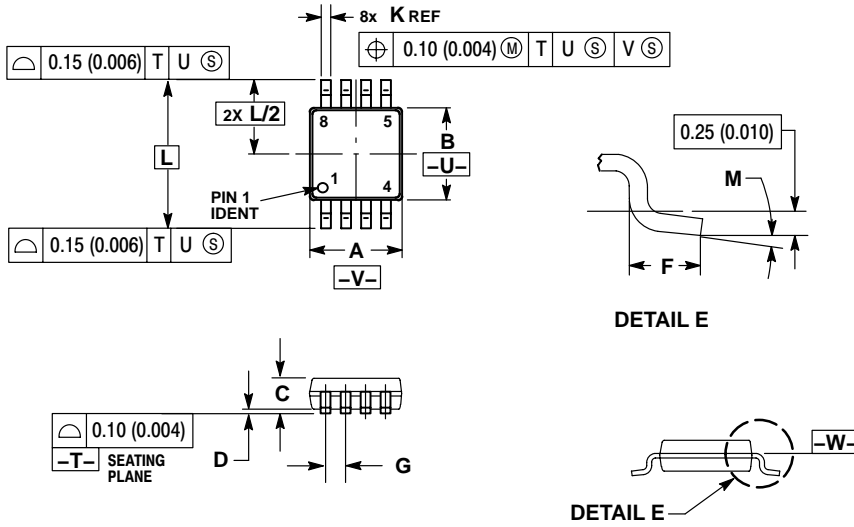 8x K REF
⌖ 0.10 (0.004) Ⓜ T U Ⓢ V Ⓢ
⌓ 0.15 (0.006) T U Ⓢ
2X L/2
8 5
B
–U–
L
1
4
PIN 1
IDENT
⌓ 0.15 (0.006) T U Ⓢ
A
–V–
0.25 (0.010)
M
F
DETAIL E
C
⌓ 0.10 (0.004)
–T– SEATING
PLANE
D
G
–W–
DETAIL E